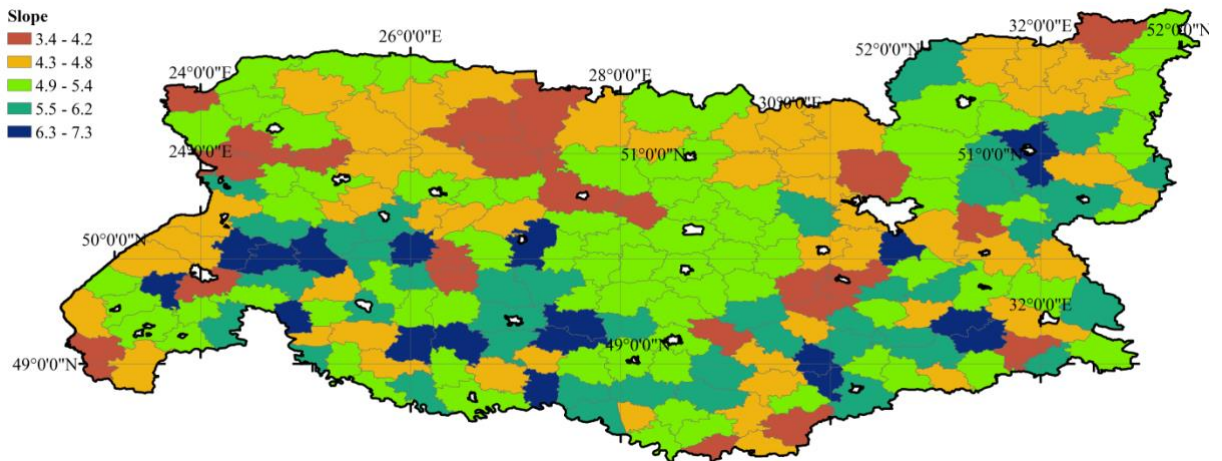 Slope
3.4 - 4.2
4.3 - 4.8
4.9 - 5.4
5.5 - 6.2
6.3 - 7.3
26°0'0"E
32°0'0"E
52°0'0"N
52°0'0"N
24°0'0"E
28°0'0"E
30°0'0"E
24°0'0"E
51°0'0"N
51°0'0"N
50°0'0"N
32°0'0"E
49°0'0"N
49°0'0"N